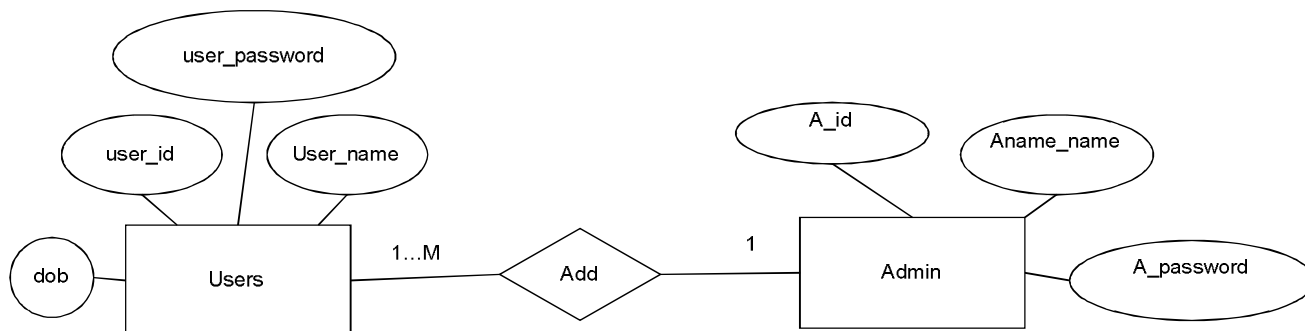 user_password
A_id
Aname_name
user_id
User_name
1...M
1
A_password
dob
Users
Add
Admin